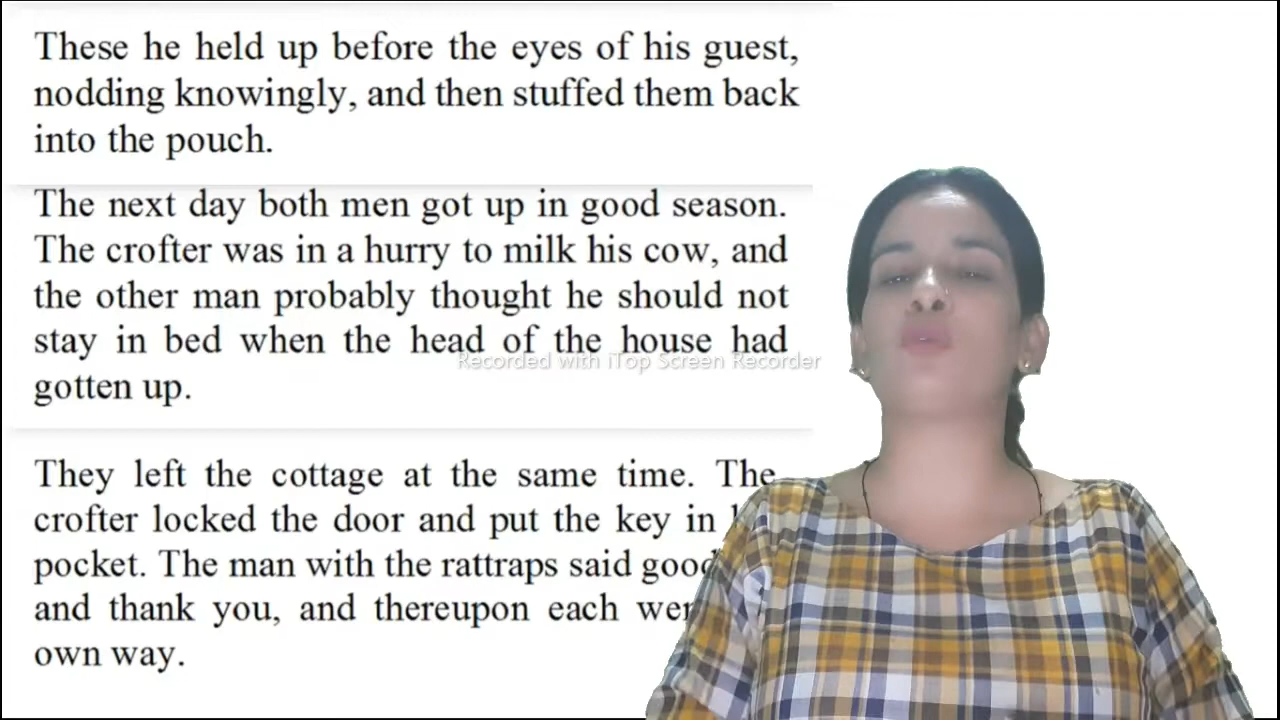 These he held up before the eyes of his guest,
nodding knowingly, and then stuffed them back
into the pouch.
The next day both men got up in good season.
The crofter was in a hurry to milk his cow, and
the other man probably thought he should not
stay in bed when the head of the house had
Recorded with iTop Screen Recorder
gotten up.
They left the cottage at the same time. The
crofter locked the door and put the key in
pocket. The man with the rattraps said good
and thank you, and thereupon each
own way.